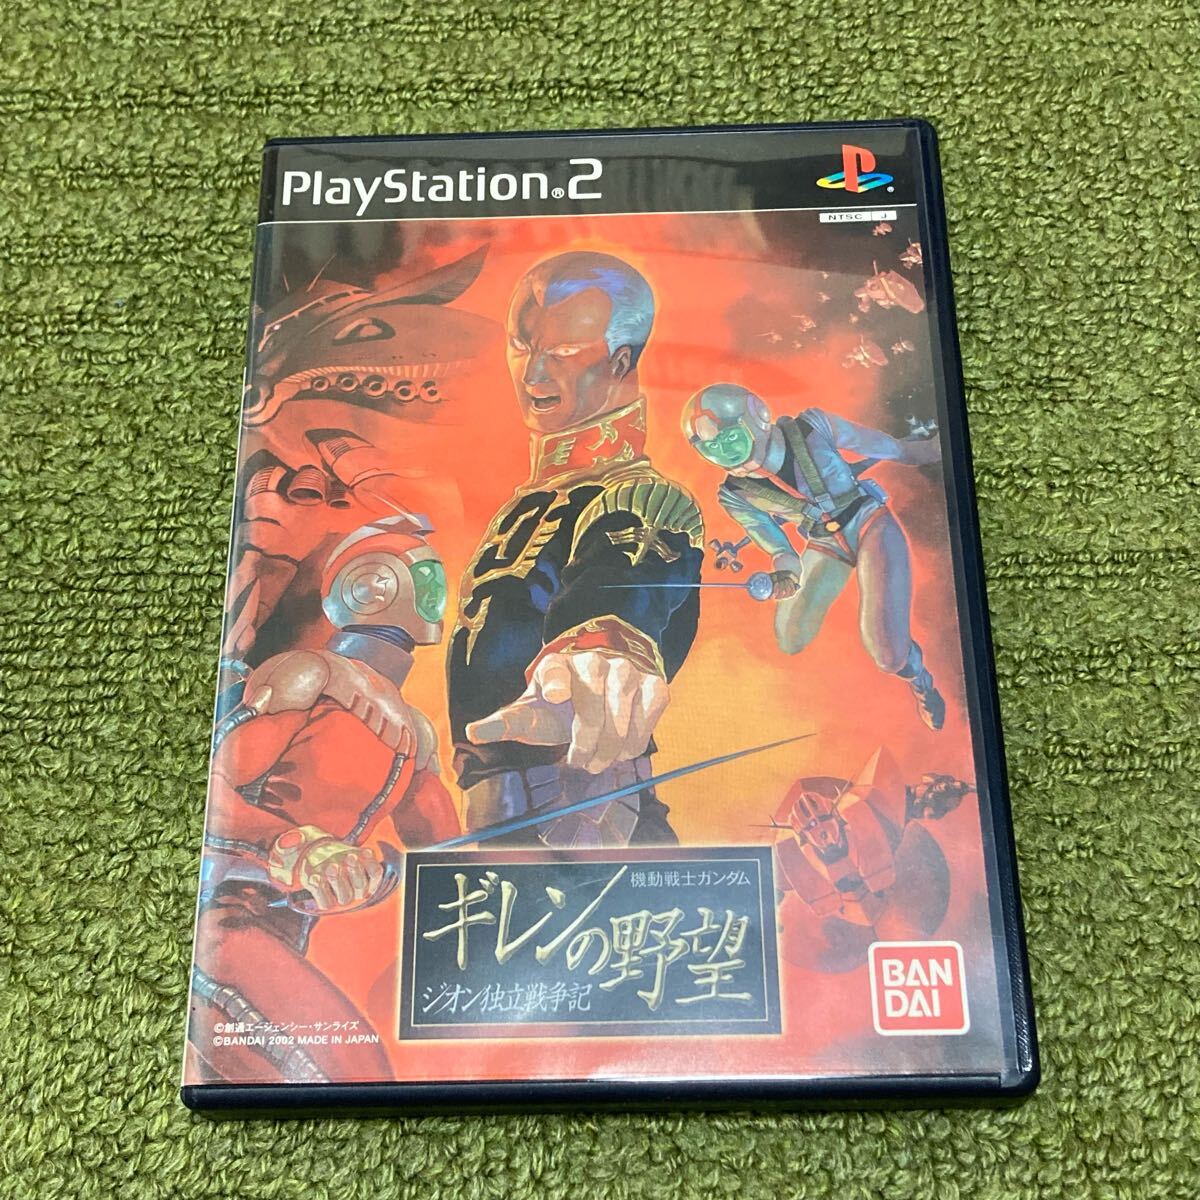 PlayStation®2
NTSC J
機動戦士ガンダム
ギレンの野望
ジオン独立戦争記
BAN
DAI
©創通エージェンシー・サンライズ
©BANDAI 2002 MADE IN JAPAN